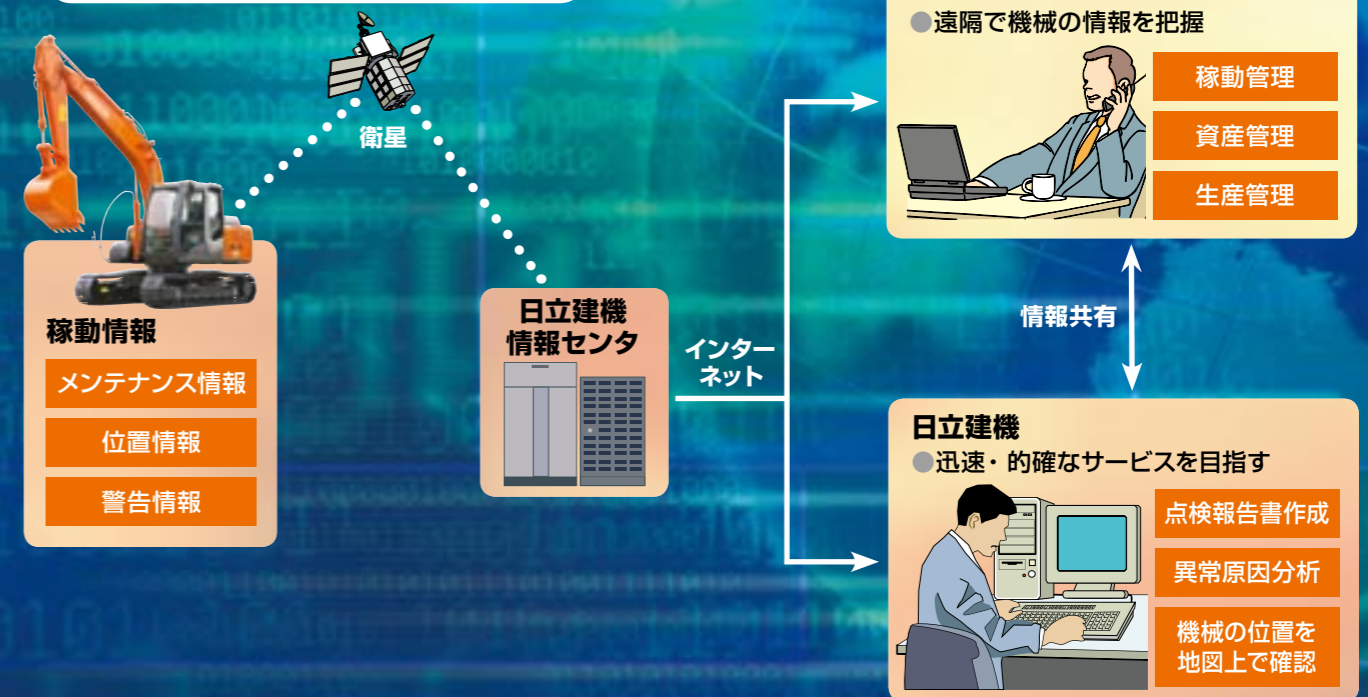 衛星
稼動情報
メンテナンス情報
位置情報
警告情報
日立建機
情報センタ
インター
ネット
●遠隔で機械の情報を把握
稼動管理
資産管理
生産管理
情報共有
日立建機
●迅速・的確なサービスを目指す
点検報告書作成
異常原因分析
機械の位置を
地図上で確認